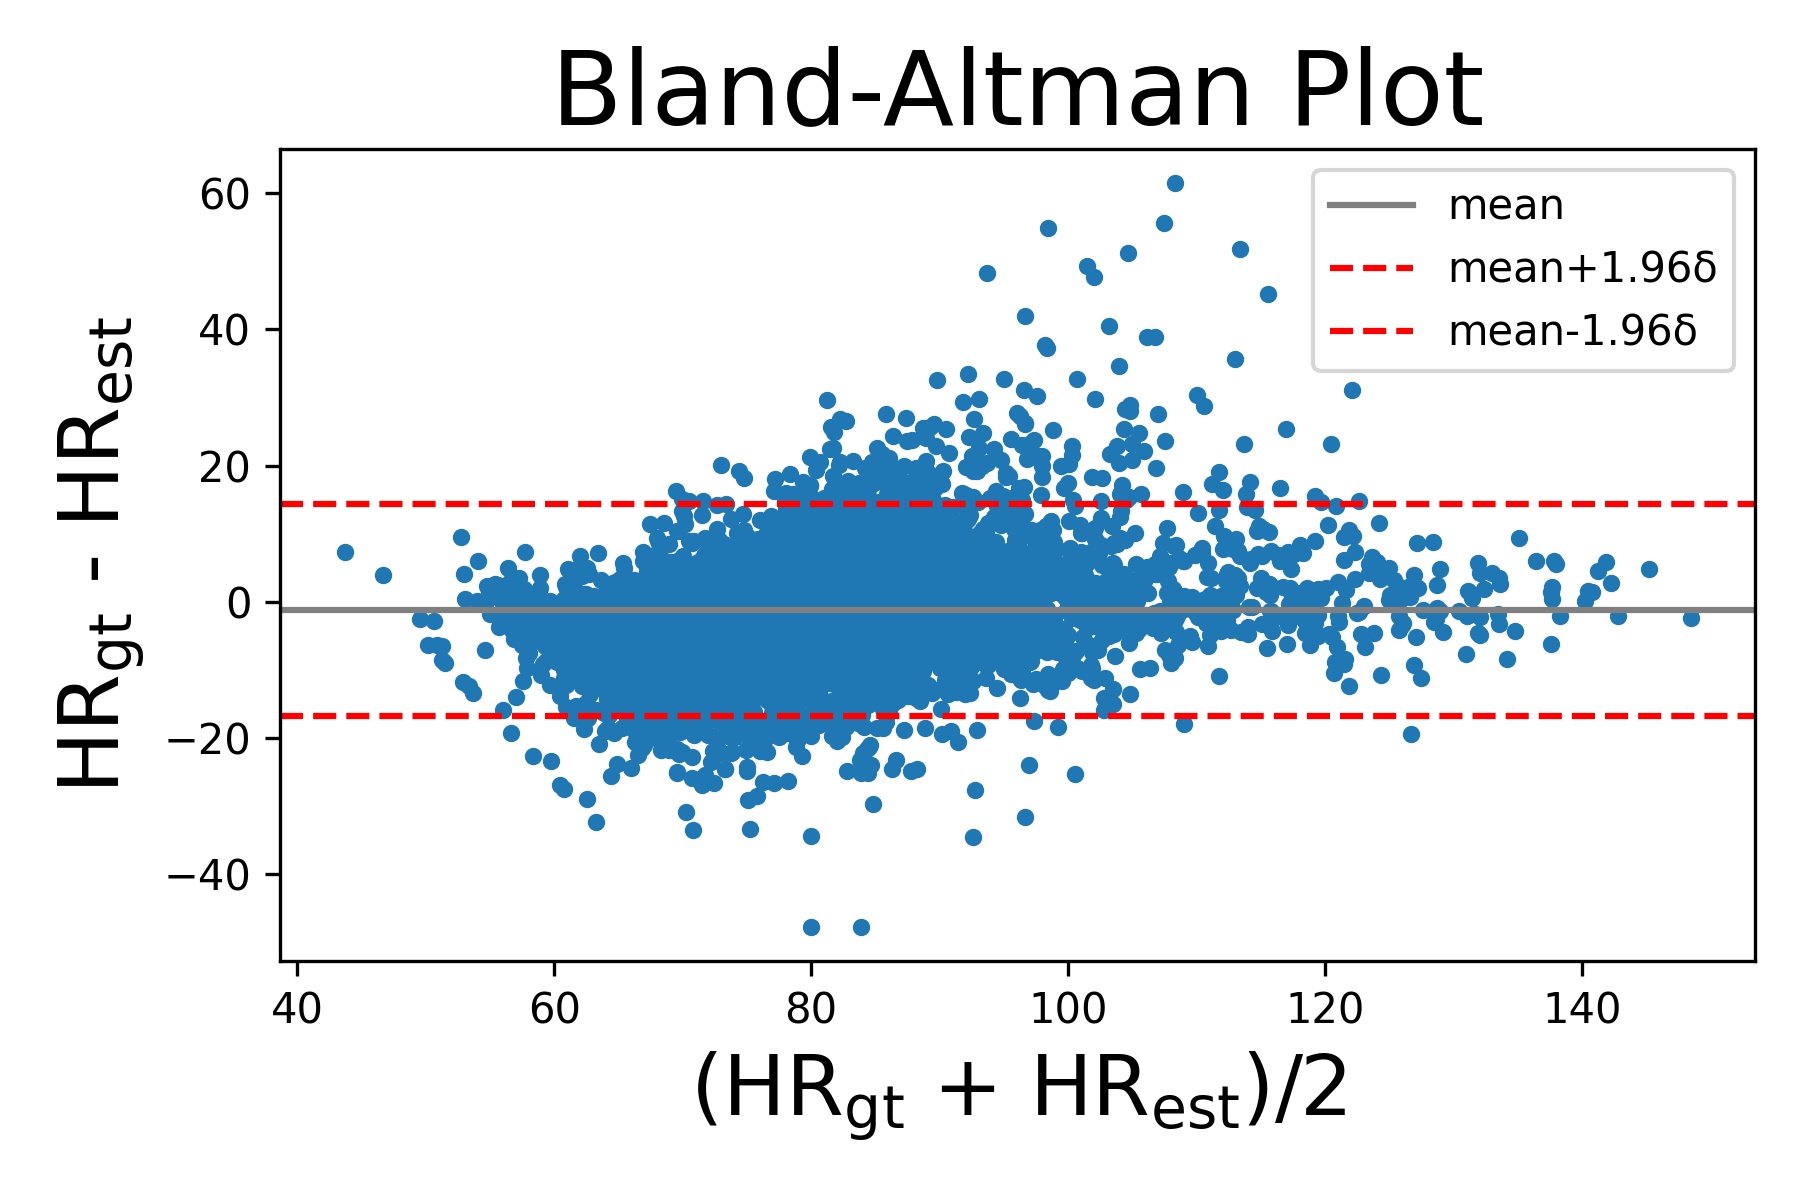 Bland-Altman Plot
HRgt - HRest
60
40
20
0
−20
−40
mean
mean+1.96δ
mean-1.96δ
40 60 80 100 120 140
(HRgt + HRest)/2